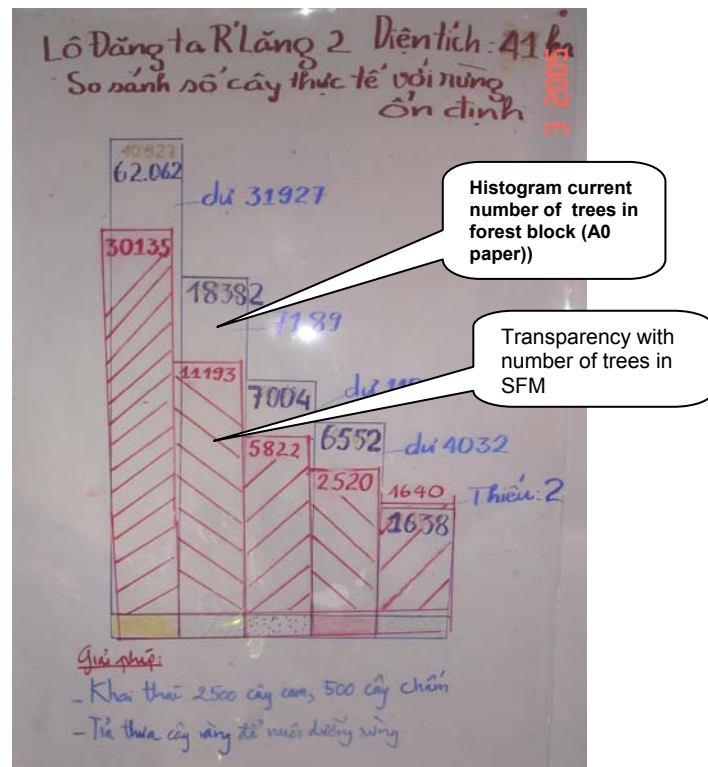 Lô Đăng ta R'Lăng 2 Diện tích: 41 ha
So sánh số cây thực tế với rừng
ổn định
3 2005
62.062
dư 31927
30135
18382
7189
11193
7004
dư
5822
6552
dư 4032
2520
1640
Thiếu: 2
1638
Histogram current
number of trees in
forest block (A0
paper))
Transparency with
number of trees in
SFM
Giải pháp:
- Khai thác 2500 cây cam, 500 cây chấm
- Tỉa thưa cây vàng để nuôi dưỡng rừng